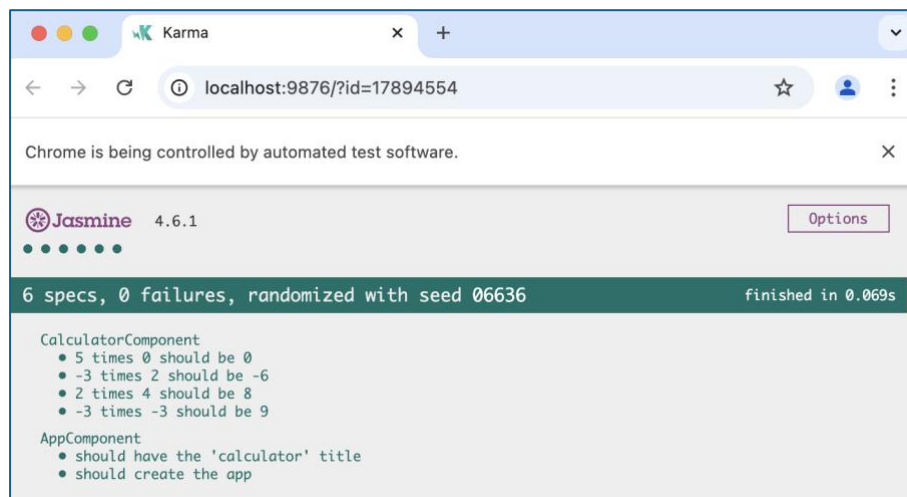 Karma
localhost:9876/?id=17894554
Chrome is being controlled by automated test software.
Jasmine 4.6.1
Options
6 specs, 0 failures, randomized with seed 06636
finished in 0.069s
CalculatorComponent
• 5 times 0 should be 0
• -3 times 2 should be -6
• 2 times 4 should be 8
• -3 times -3 should be 9
AppComponent
• should have the 'calculator' title
• should create the app